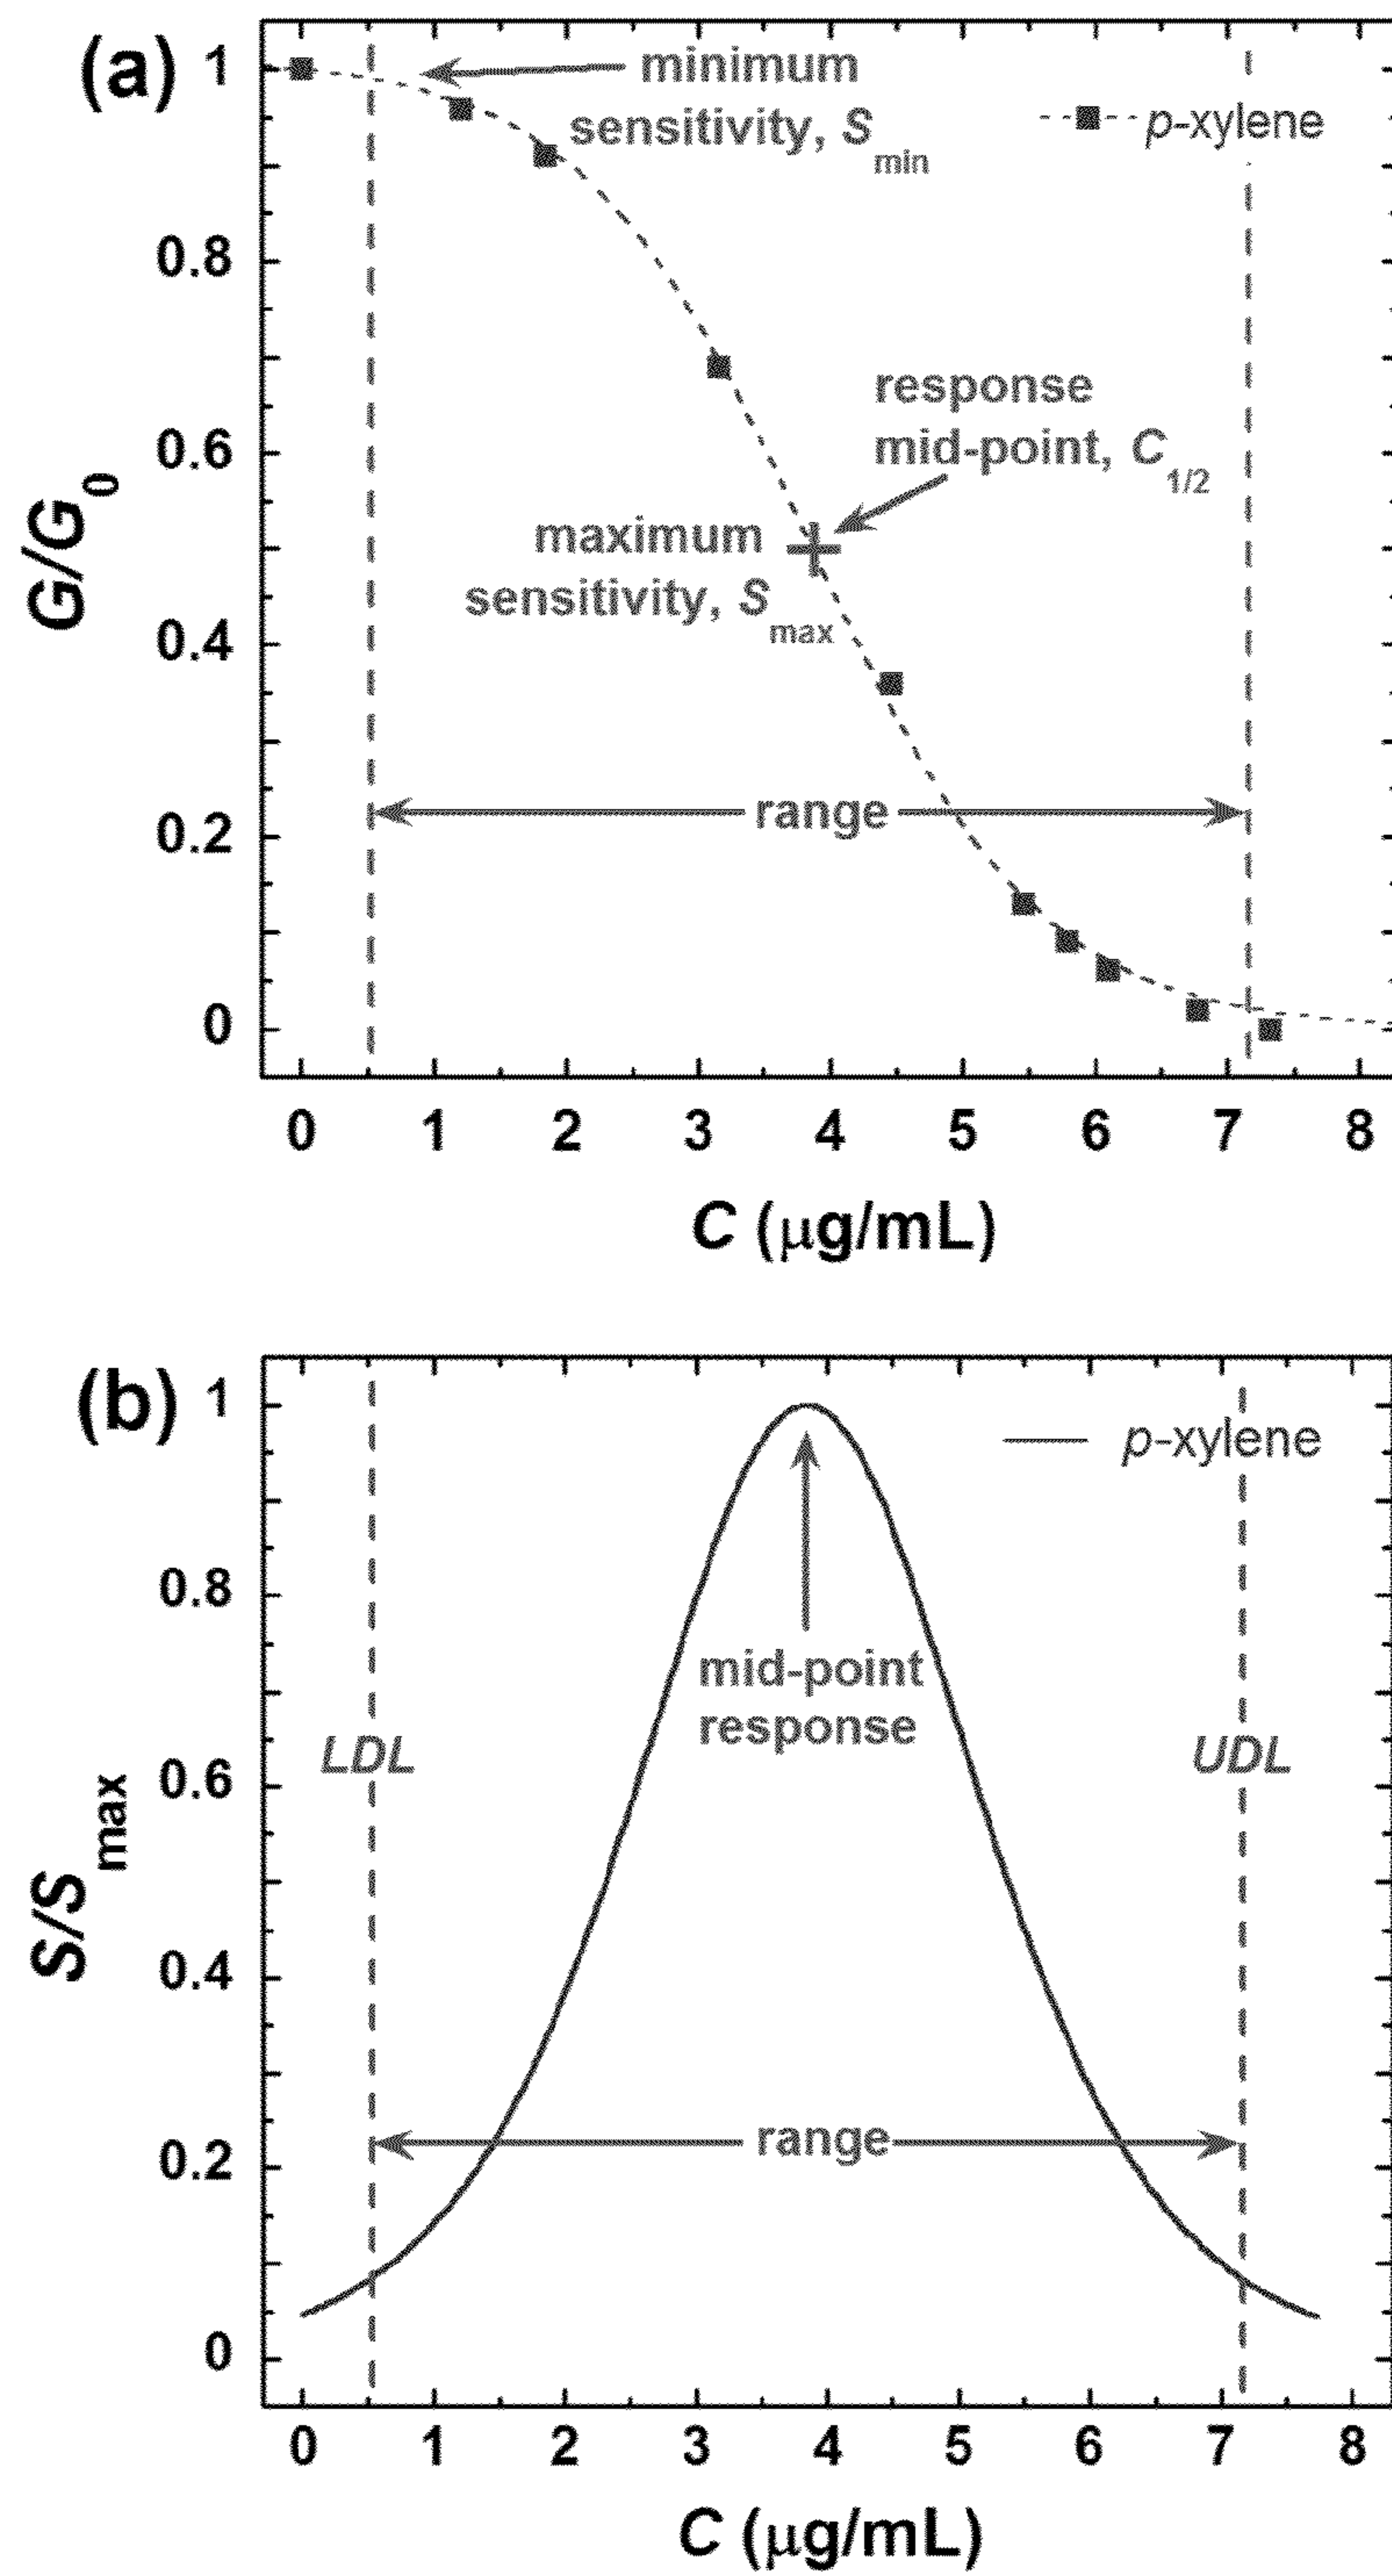 (a)
1
minimum
sensitivity, Smin
p-xylene
0.8
response
mid-point, C1/2
0.6
maximum
sensitivity, Smax
G/G0
0.4
range
0.2
0
0 1 2 3 4 5 6 7 8
C (μg/mL)
(b)
1
p-xylene
0.8
mid-point
response
LDL
UDL
0.6
S/Smax
0.4
range
0.2
0
0 1 2 3 4 5 6 7 8
C (μg/mL)